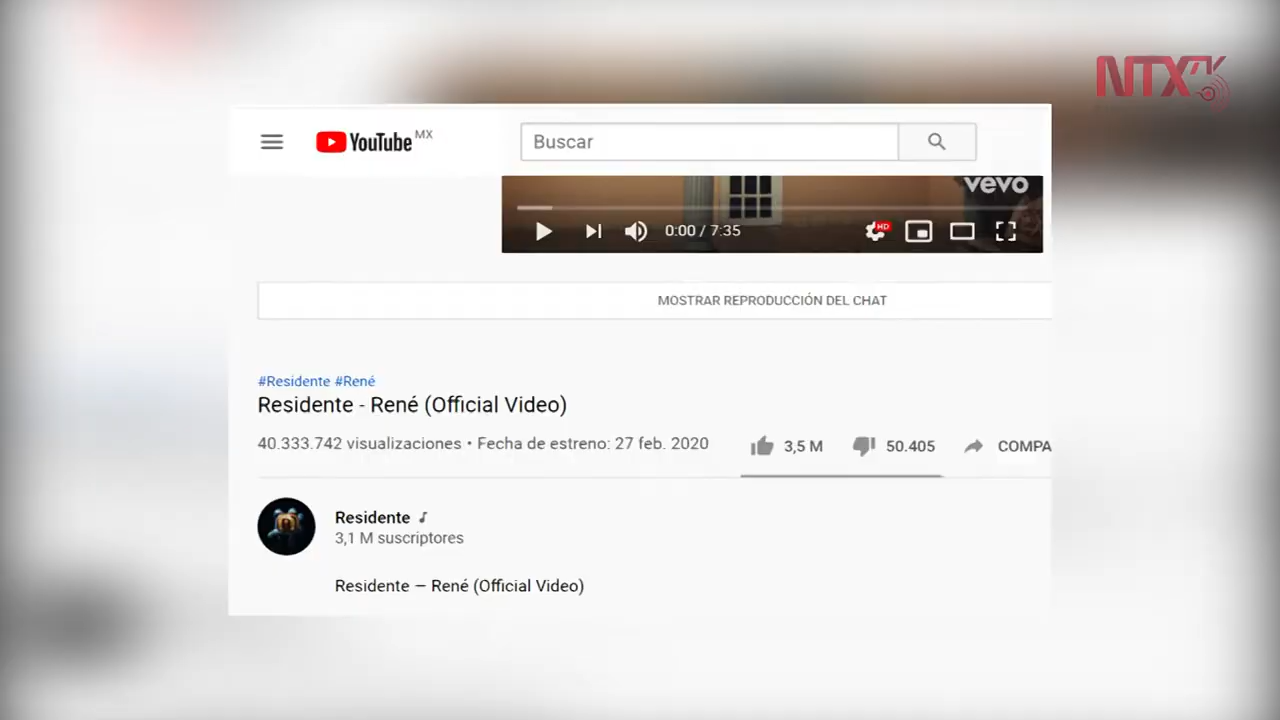 NTX
YouTube MX
Buscar
vevo
0:00 / 7:35
HD
MOSTRAR REPRODUCCIÓN DEL CHAT
#Residente #René
Residente - René (Official Video)
40.333.742 visualizaciones • Fecha de estreno: 27 feb. 2020
3,5 M
50.405
COMPA
Residente
3,1 M suscriptores
Residente – René (Official Video)